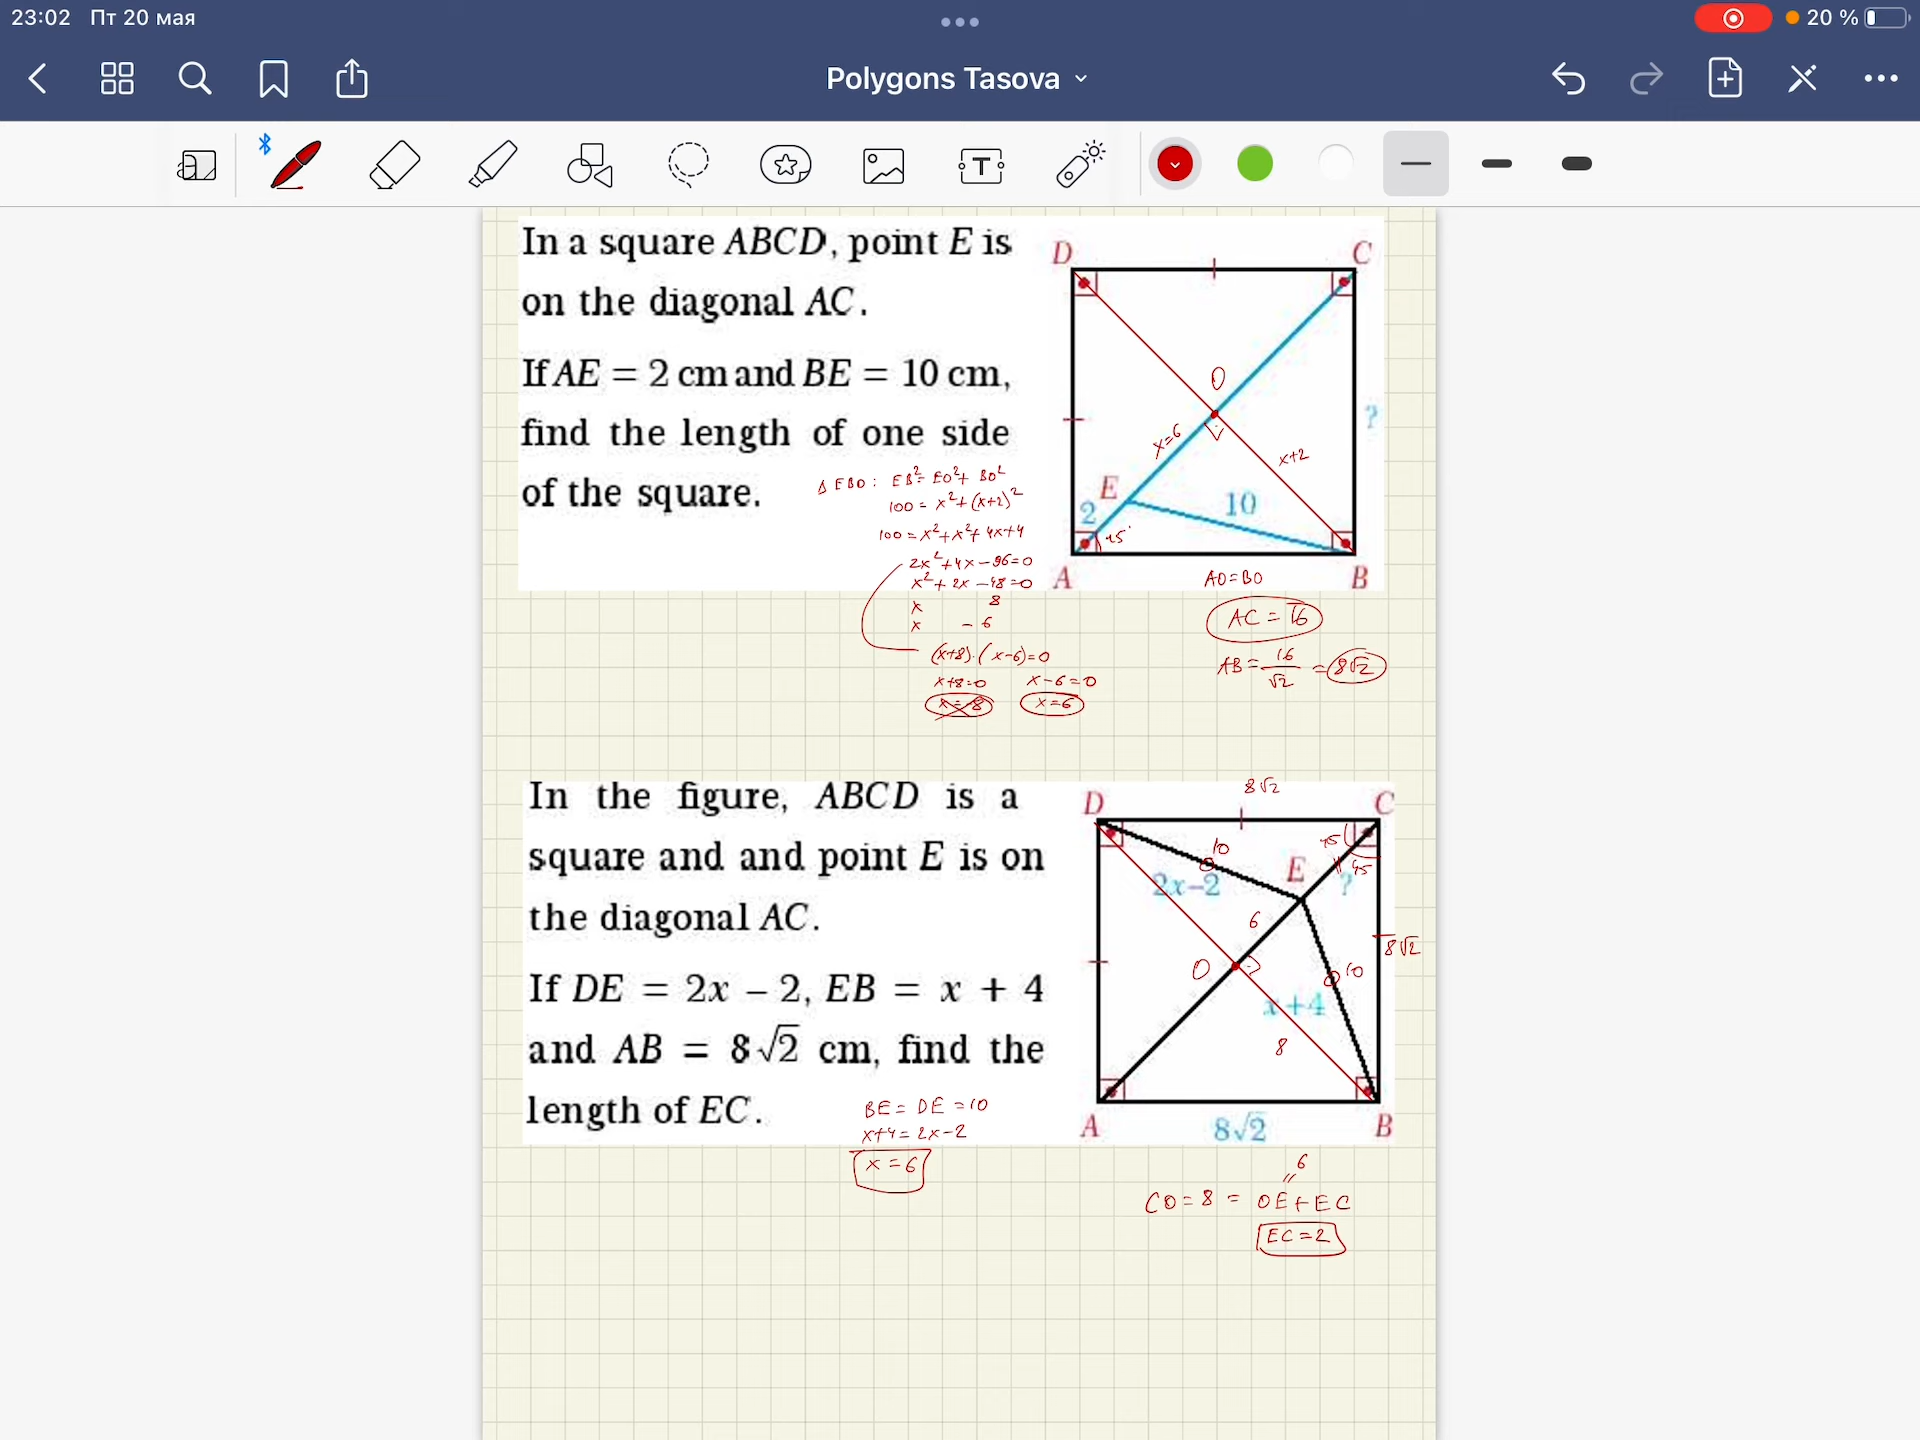 23:02 Пт 20 мая
20 %
Polygons Tasova
In a square ABCD, point E is
on the diagonal AC.
If AE = 2 cm and BE = 10 cm,
find the length of one side
of the square.
D
C
O
x=6
x+2
?
E
2
10
45°
A
B
Δ EBO: EB²= EO²+ BO²
100 = x²+(x+2)²
100 = x²+x²+4x+4
2x²+4x-96=0
x²+2x-48=0
x 8
x -6
(x+8)·(x-6)=0
x+8=0 x-6=0
x=-8 x=6
AO=BO
AC = 16
AB = 16/√2 = 8√2
In the figure, ABCD is a
square and and point E is on
the diagonal AC.
If DE = 2x – 2, EB = x + 4
and AB = 8√2 cm, find the
length of EC.
8√2
D
C
10
45
E
45
2x–2
?
6
8√2
O
10
x+4
8
A
8√2
B
BE = DE = 10
x+4 = 2x-2
x = 6
6
CO = 8 = OE + EC
EC = 2